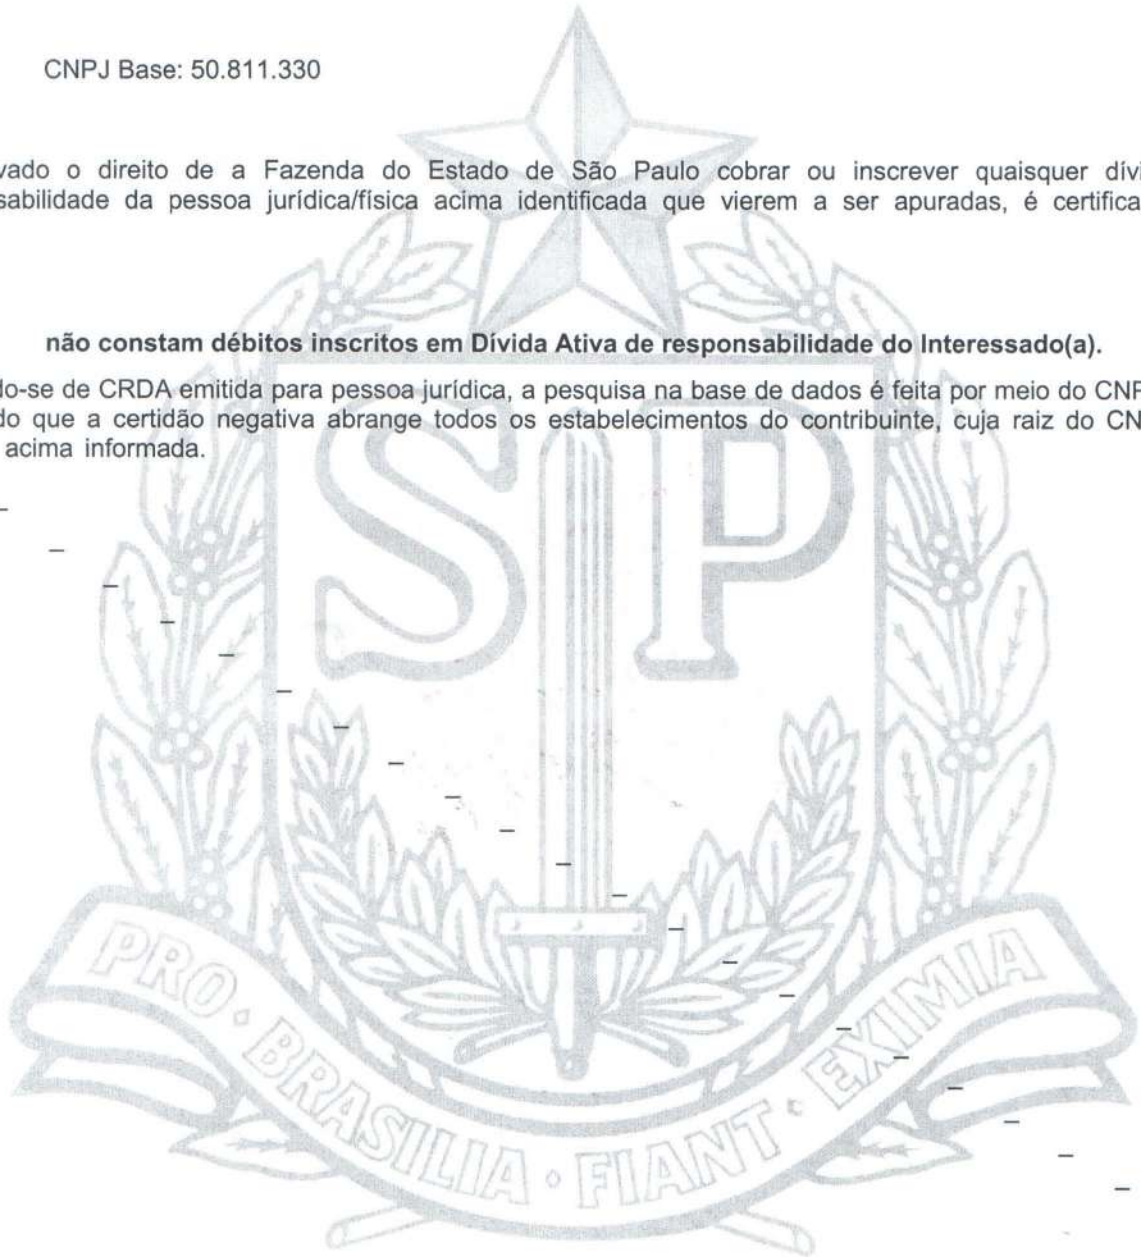 CNPJ Base: 50.811.330
vado o direito de a Fazenda do Estado de São Paulo cobrar ou inscrever quaisquer dívi
sabilidade da pessoa jurídica/física acima identificada que vierem a ser apuradas, é certifica
não constam débitos inscritos em Dívida Ativa de responsabilidade do Interessado(a).
do-se de CRDA emitida para pessoa jurídica, a pesquisa na base de dados é feita por meio do CNP
do que a certidão negativa abrange todos os estabelecimentos do contribuinte, cuja raiz do CN
acima informada.
SP
PRO • BRASILIA • FIANT • EXIMIA